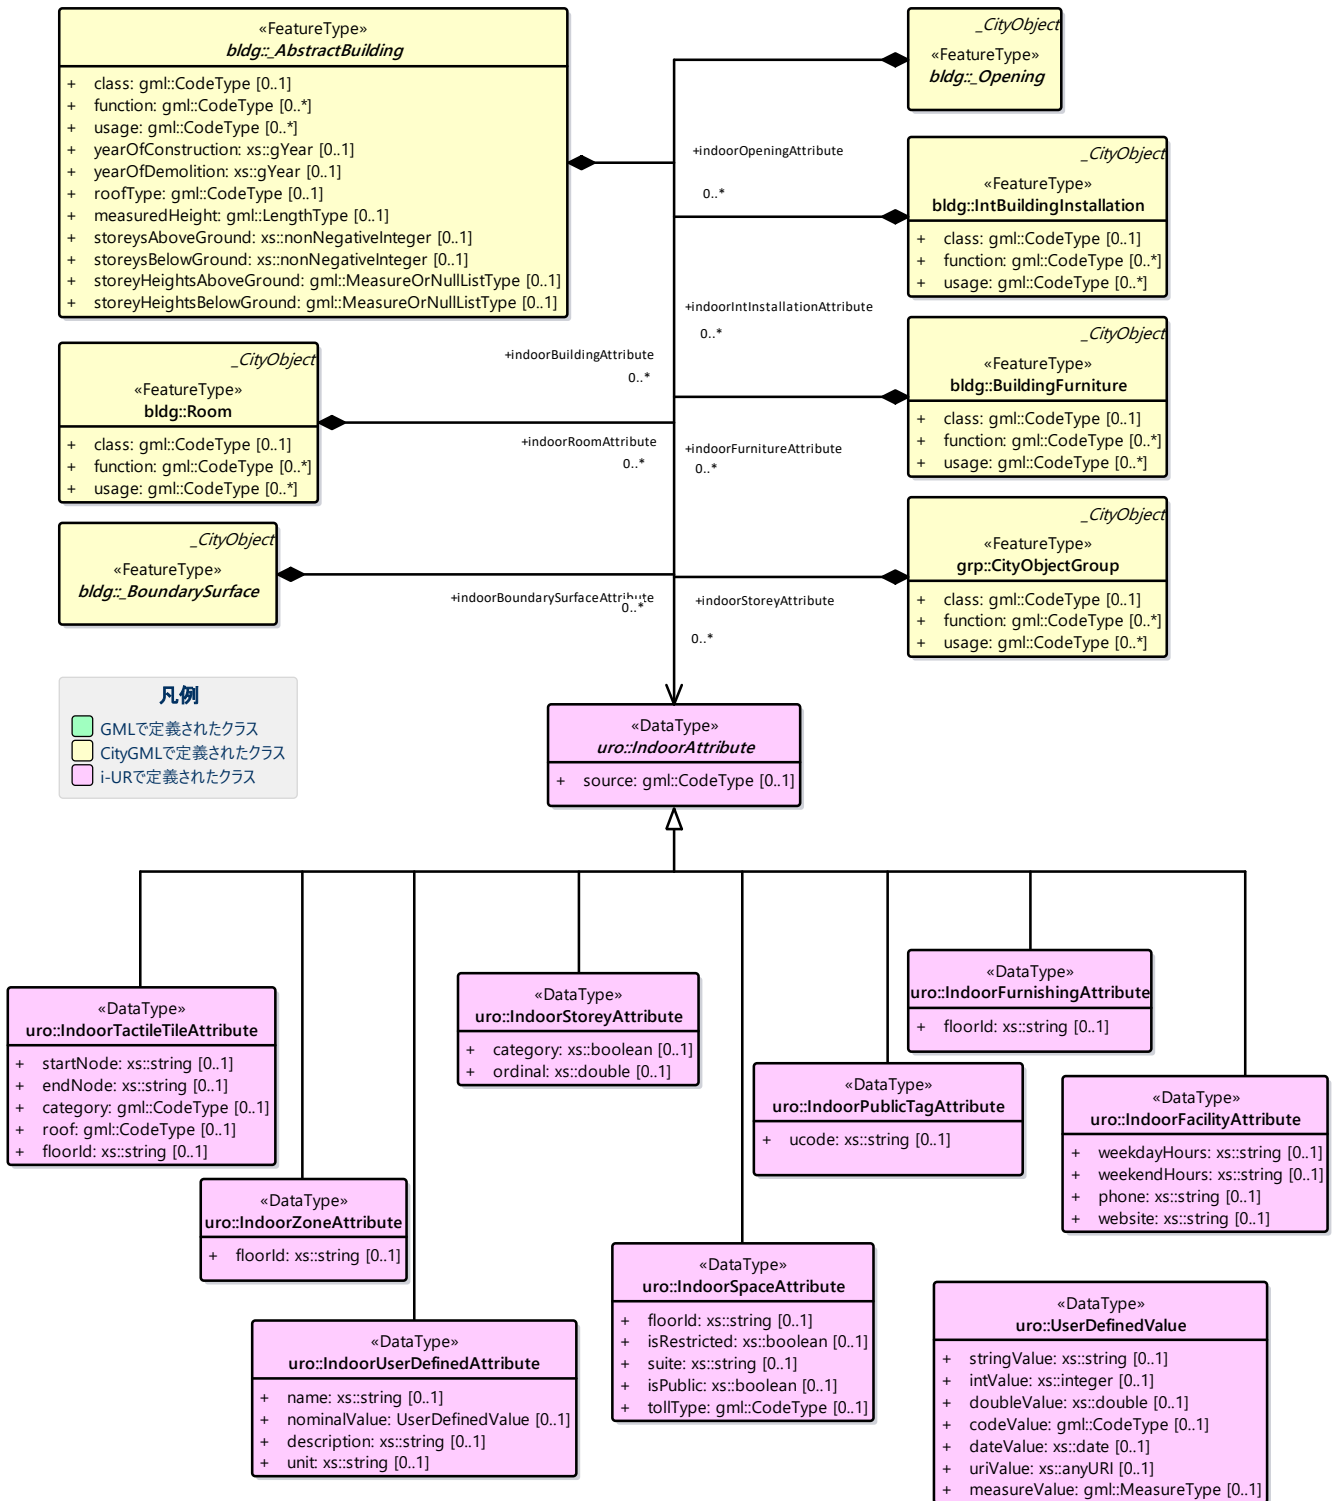 «FeatureType»
bldg::_AbstractBuilding
+ class: gml::CodeType [0..1]
+ function: gml::CodeType [0..*]
+ usage: gml::CodeType [0..*]
+ yearOfConstruction: xs::gYear [0..1]
+ yearOfDemolition: xs::gYear [0..1]
+ roofType: gml::CodeType [0..1]
+ measuredHeight: gml::LengthType [0..1]
+ storeysAboveGround: xs::nonNegativeInteger [0..1]
+ storeysBelowGround: xs::nonNegativeInteger [0..1]
+ storeyHeightsAboveGround: gml::MeasureOrNullListType [0..1]
+ storeyHeightsBelowGround: gml::MeasureOrNullListType [0..1]
_CityObject
«FeatureType»
bldg::_Opening
+indoorOpeningAttribute
0..*
_CityObject
«FeatureType»
bldg::IntBuildingInstallation
+ class: gml::CodeType [0..1]
+ function: gml::CodeType [0..*]
+ usage: gml::CodeType [0..*]
+indoorIntInstallationAttribute
0..*
+indoorBuildingAttribute
0..*
_CityObject
«FeatureType»
bldg::BuildingFurniture
+ class: gml::CodeType [0..1]
+ function: gml::CodeType [0..*]
+ usage: gml::CodeType [0..*]
_CityObject
«FeatureType»
bldg::Room
+ class: gml::CodeType [0..1]
+ function: gml::CodeType [0..*]
+ usage: gml::CodeType [0..*]
+indoorRoomAttribute
0..*
+indoorFurnitureAttribute
0..*
_CityObject
«FeatureType»
bldg::_BoundarySurface
+indoorBoundarySurfaceAttribute
0..*
_CityObject
«FeatureType»
grp::CityObjectGroup
+ class: gml::CodeType [0..1]
+ function: gml::CodeType [0..*]
+ usage: gml::CodeType [0..*]
+indoorStoreyAttribute
0..*
凡例
GMLで定義されたクラス
CityGMLで定義されたクラス
i-URで定義されたクラス
«DataType»
uro::IndoorAttribute
+ source: gml::CodeType [0..1]
«DataType»
uro::IndoorTactileTileAttribute
+ startNode: xs::string [0..1]
+ endNode: xs::string [0..1]
+ category: gml::CodeType [0..1]
+ roof: gml::CodeType [0..1]
+ floorId: xs::string [0..1]
«DataType»
uro::IndoorStoreyAttribute
+ category: xs::boolean [0..1]
+ ordinal: xs::double [0..1]
«DataType»
uro::IndoorFurnishingAttribute
+ floorId: xs::string [0..1]
«DataType»
uro::IndoorPublicTagAttribute
+ ucode: xs::string [0..1]
«DataType»
uro::IndoorFacilityAttribute
+ weekdayHours: xs::string [0..1]
+ weekendHours: xs::string [0..1]
+ phone: xs::string [0..1]
+ website: xs::string [0..1]
«DataType»
uro::IndoorZoneAttribute
+ floorId: xs::string [0..1]
«DataType»
uro::IndoorSpaceAttribute
+ floorId: xs::string [0..1]
+ isRestricted: xs::boolean [0..1]
+ suite: xs::string [0..1]
+ isPublic: xs::boolean [0..1]
+ tollType: gml::CodeType [0..1]
«DataType»
uro::IndoorUserDefinedAttribute
+ name: xs::string [0..1]
+ nominalValue: UserDefinedValue [0..1]
+ description: xs::string [0..1]
+ unit: xs::string [0..1]
«DataType»
uro::UserDefinedValue
+ stringValue: xs::string [0..1]
+ intValue: xs::integer [0..1]
+ doubleValue: xs::double [0..1]
+ codeValue: gml::CodeType [0..1]
+ dateValue: xs::date [0..1]
+ uriValue: xs::anyURI [0..1]
+ measureValue: gml::MeasureType [0..1]